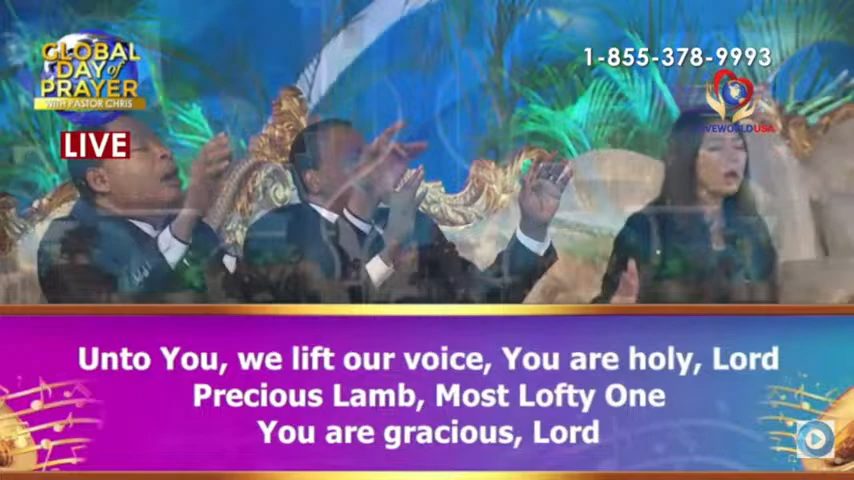 GLOBAL
DAY of
PRAYER
WITH PASTOR CHRIS
LIVE
1-855-378-9993
LIVEWORLDUSA
Unto You, we lift our voice, You are holy, Lord
Precious Lamb, Most Lofty One
You are gracious, Lord